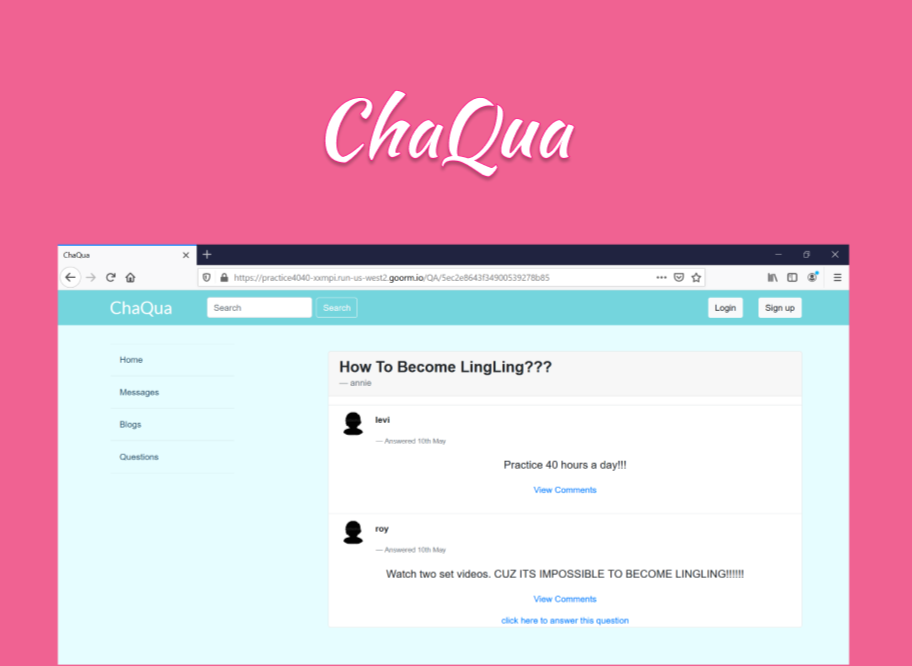 ChaQua
ChaQua
https://practice4040-xxmpi.run-us-west2.goorm.io/QA/5ec2e8643f34900539278b85
ChaQua
Search
Search
Login
Sign up
Home
Messages
Blogs
Questions
How To Become LingLing???
— annie
levi
— Answered 10th May
Practice 40 hours a day!!!
View Comments
roy
— Answered 10th May
Watch two set videos. CUZ ITS IMPOSSIBLE TO BECOME LINGLING!!!!!!
View Comments
click here to answer this question